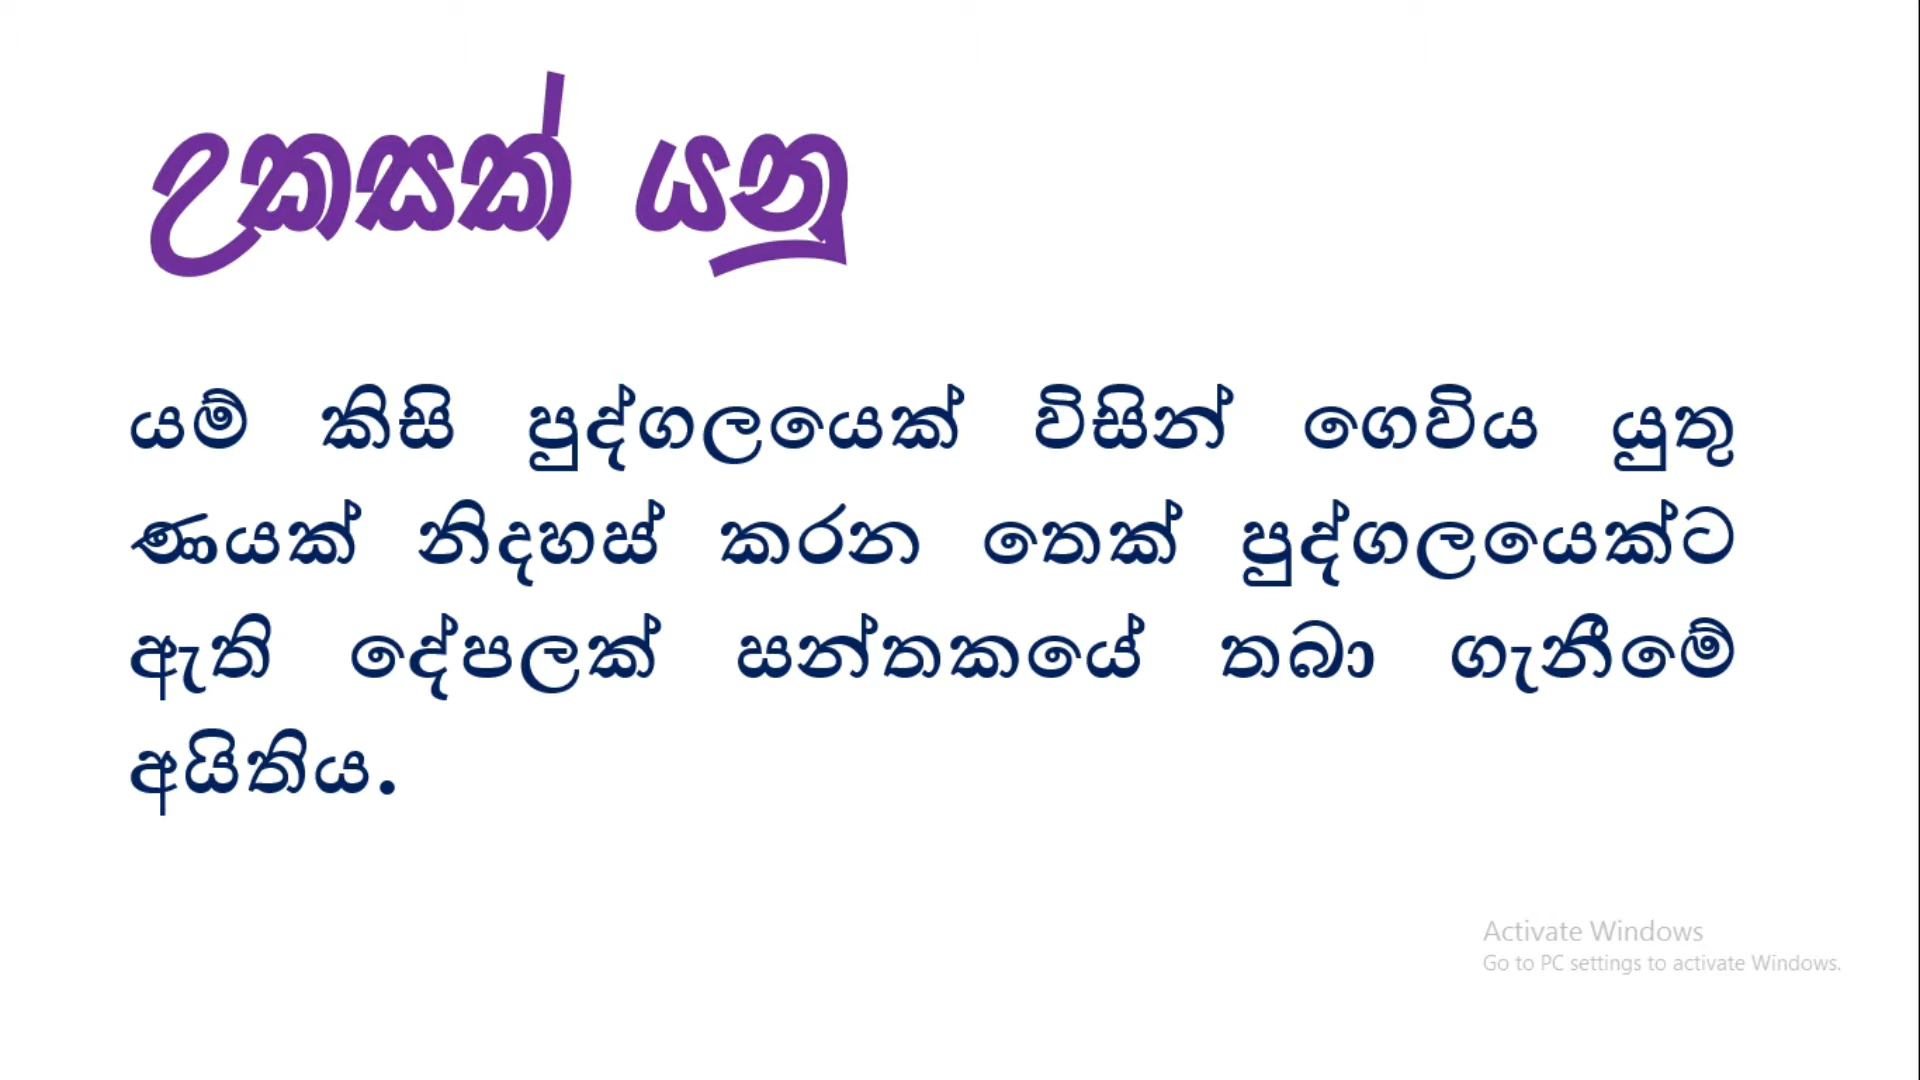 උකසක් යනු
යම් කිසි පුද්ගලයෙක් විසින් ගෙවිය යුතු
ණයක් නිදහස් කරන තෙක් පුද්ගලයෙක්ට
ඇති දේපලක් සන්තකයේ තබා ගැනීමේ
අයිතිය.
Activate Windows
Go to PC settings to activate Windows.